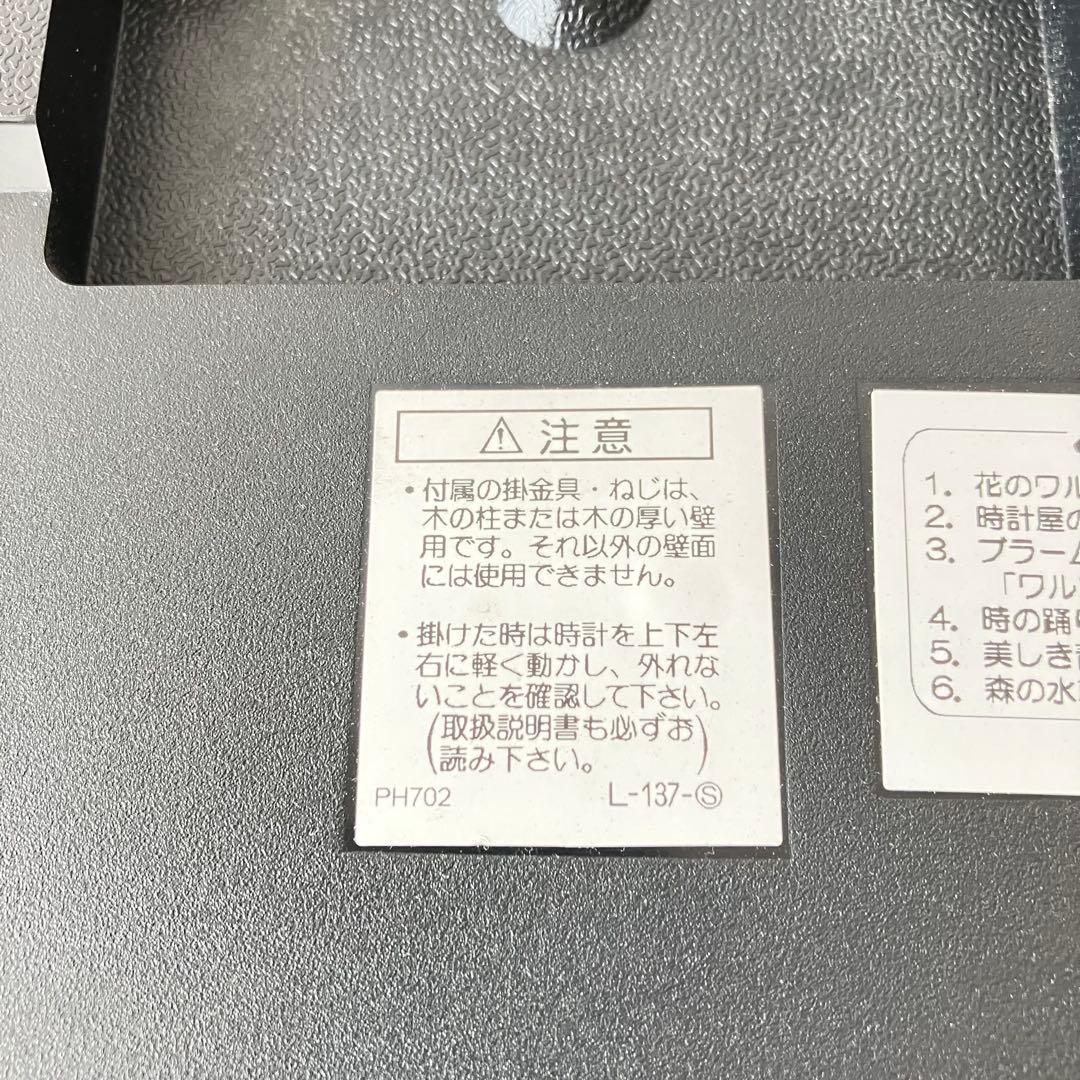 ⚠ 注意
・付属の掛金具・ねじは、
木の柱または木の厚い壁
用です。それ以外の壁面
には使用できません。
・掛けた時は時計を上下左
右に軽く動かし、外れな
いことを確認して下さい。
(取扱説明書も必ずお
読み下さい。)
PH702 L-137-Ⓢ
1. 花のワル
2. 時計屋の
3. ブラーム
「ワル
4. 時の踊り
5. 美しき
6. 森の水